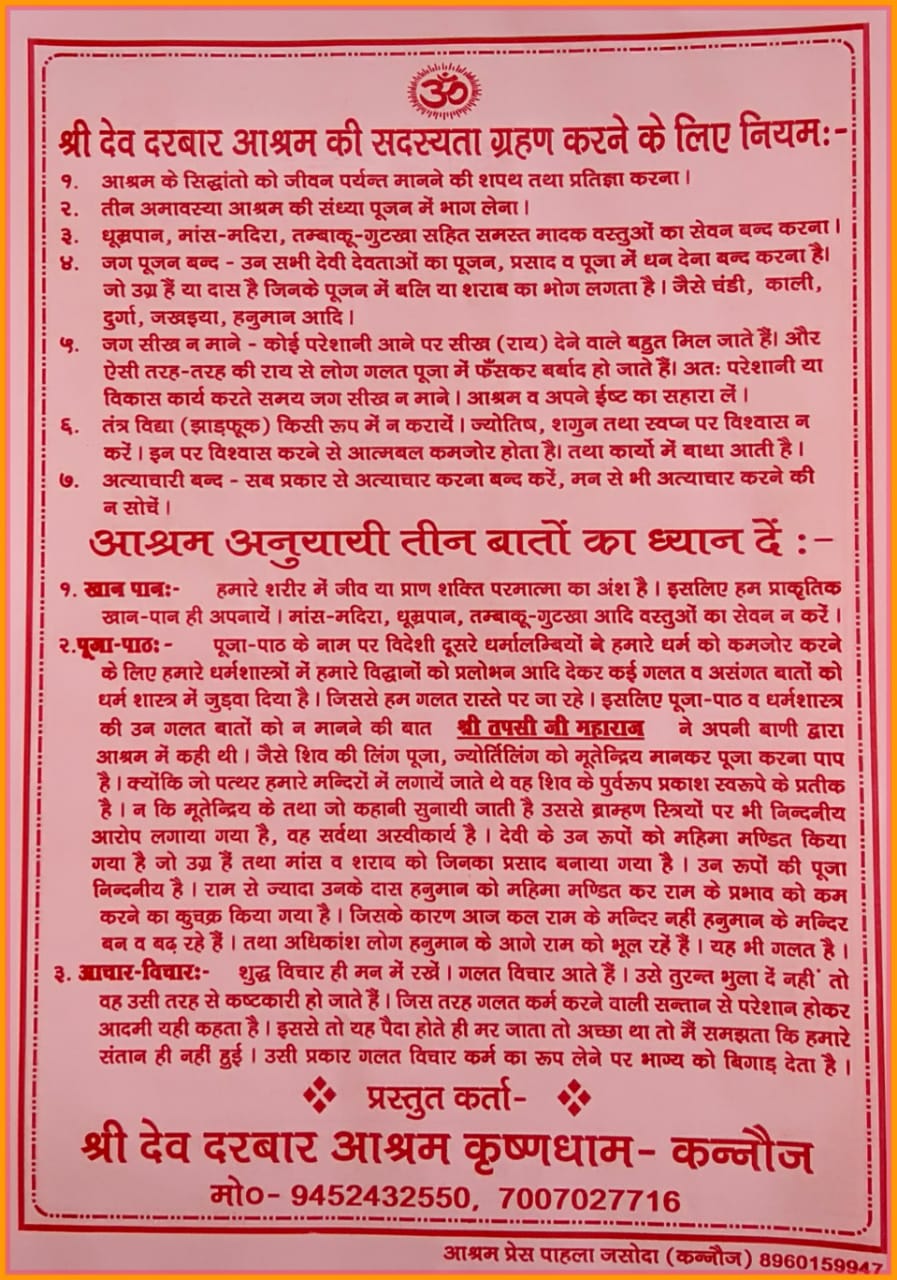 ॐ
श्री देव दरबार आश्रम की सदस्यता ग्रहण करने के लिए नियमः-
१. आश्रम के सिद्धांतो को जीवन पर्यन्त मानने की शपथ तथा प्रतिज्ञा करना।
२. तीन अमावस्या आश्रम की संध्या पूजन में भाग लेना।
३. धूम्रपान, मांस-मदिरा, तम्बाकू-गुटखा सहित समस्त मादक वस्तुओं का सेवन बन्द करना।
४. जग पूजन बन्द - उन सभी देवी देवताओं का पूजन, प्रसाद व पूजा में धन देना बन्द करना है।
जो उग्र हैं या दास है जिनके पूजन में बलि या शराब का भोग लगता है। जैसे चंडी, काली,
दुर्गा, जखइया, हनुमान आदि।
५. जग सीख न माने - कोई परेशानी आने पर सीख (राय) देने वाले बहुत मिल जाते हैं। और
ऐसी तरह-तरह की राय से लोग गलत पूजा में फँसकर बर्बाद हो जाते हैं। अतः परेशानी या
विकास कार्य करते समय जग सीख न माने। आश्रम व अपने ईष्ट का सहारा लें।
६. तंत्र विद्या (झाड़फूक) किसी रूप में न करायें। ज्योतिष, शगुन तथा स्वप्न पर विश्वास न
करें। इन पर विश्वास करने से आत्मबल कमजोर होता है। तथा कार्यो में बाधा आती है।
७. अत्याचारी बन्द - सब प्रकार से अत्याचार करना बन्द करें, मन से भी अत्याचार करने की
न सोचें।
आश्रम अनुयायी तीन बातों का ध्यान दें :-
१. खान पानः- हमारे शरीर में जीव या प्राण शक्ति परमात्मा का अंश है। इसलिए हम प्राकृतिक
खान-पान ही अपनायें। मांस-मदिरा, धूम्रपान, तम्बाकू-गुटखा आदि वस्तुओं का सेवन न करें।
२. पूजा-पाठः- पूजा-पाठ के नाम पर विदेशी दूसरे धर्मालम्बियों ने हमारे धर्म को कमजोर करने
के लिए हमारे धर्मशास्त्रों में हमारे विद्धानों को प्रलोभन आदि देकर कई गलत व असंगत बातों को
धर्म शास्त्र में जुड़वा दिया है। जिससे हम गलत रास्ते पर जा रहे। इसलिए पूजा-पाठ व धर्मशास्त्र
की उन गलत बातों को न मानने की बात श्री तपसी जी महाराज ने अपनी बाणी द्वारा
आश्रम में कही थी। जैसे शिव की लिंग पूजा, ज्योर्तिलिंग को मूतेन्द्रिय मानकर पूजा करना पाप
है। क्योंकि जो पत्थर हमारे मन्दिरों में लगायें जाते थे वह शिव के पुर्वरूप प्रकाश स्वरुपे के प्रतीक
है। न कि मूतेन्द्रिय के तथा जो कहानी सुनायी जाती है उससे ब्राम्हण स्त्रियों पर भी निन्दनीय
आरोप लगाया गया है, वह सर्वथा अस्वीकार्य है। देवी के उन रूपों को महिमा मण्डित किया
गया है जो उग्र हैं तथा मांस व शराब को जिनका प्रसाद बनाया गया है। उन रूपों की पूजा
निन्दनीय है। राम से ज्यादा उनके दास हनुमान को महिमा मण्डित कर राम के प्रभाव को कम
करने का कुचक्र किया गया है। जिसके कारण आज कल राम के मन्दिर नहीं हनुमान के मन्दिर
बन व बढ़ रहे हैं। तथा अधिकांश लोग हनुमान के आगे राम को भूल रहें हैं। यह भी गलत है।
३. आचार-विचारः- शुद्ध विचार ही मन में रखें। गलत विचार आते हैं। उसे तुरन्त भुला दें नहीं तो
वह उसी तरह से कष्टकारी हो जाते हैं। जिस तरह गलत कर्म करने वाली सन्तान से परेशान होकर
आदमी यही कहता है। इससे तो यह पैदा होते ही मर जाता तो अच्छा था तो मैं समझता कि हमारे
संतान ही नहीं हुई। उसी प्रकार गलत विचार कर्म का रूप लेने पर भाग्य को बिगाड़ देता है।
प्रस्तुत कर्ता-
श्री देव दरबार आश्रम कृष्णधाम- कन्नौज
मो०- 9452432550, 7007027716
आश्रम प्रेस पाहला जसोदा (कन्नौज) 8960159947